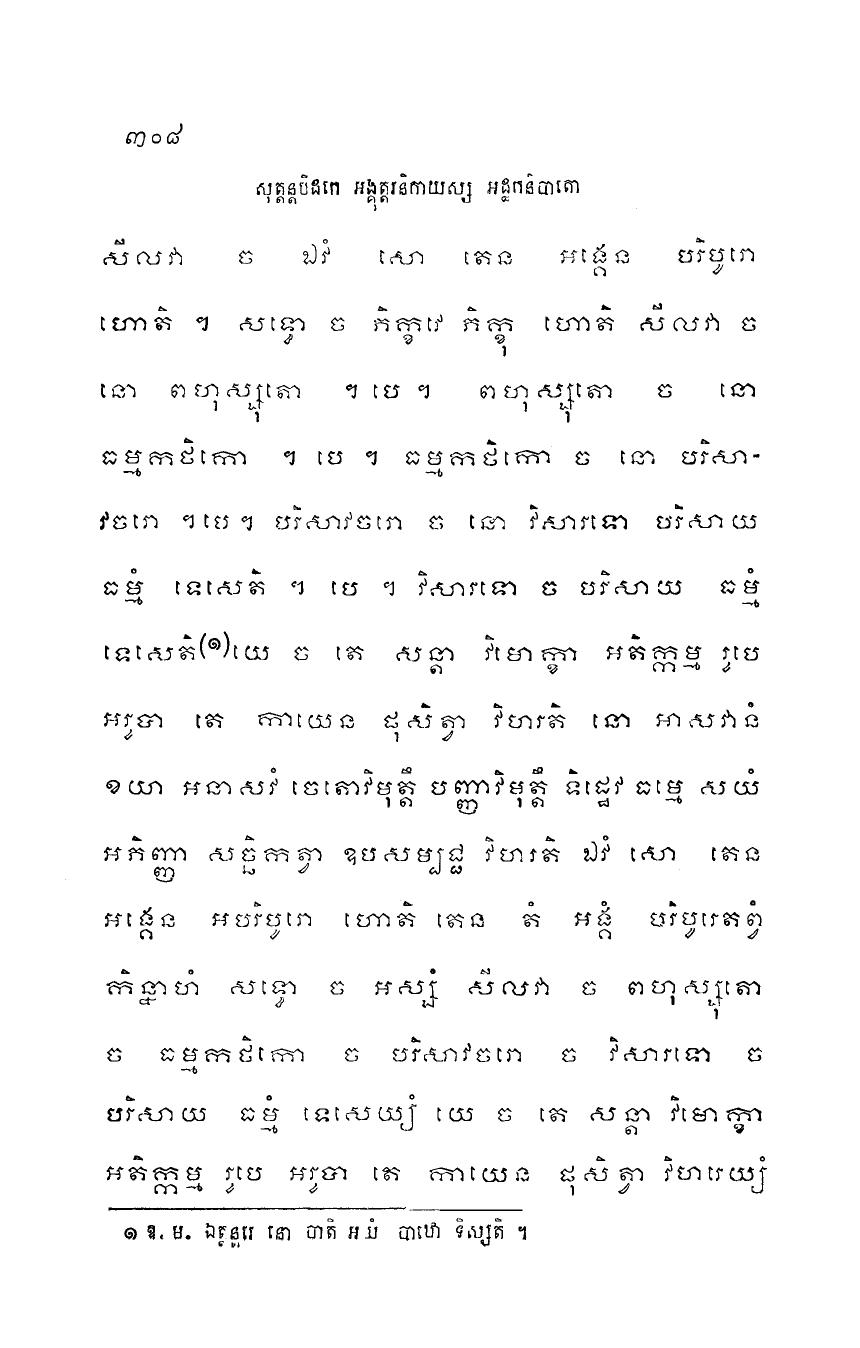 ៣០៨
សុត្តន្តបិដកេ អង្គុត្តរនិកាយស្ស អដ្ឋកនិបាតោ
សីលវា ច ឯវំ សោ តេន អង្គេន បរិបូរោ
ហោតិ ។ សទ្ធោ ច ភិក្ខវេ ភិក្ខុ ហោតិ សីលវា ច
នោ ពហុស្សុតោ ។ បេ ។ ពហុស្សុតោ ច នោ
ធម្មកថិកោ ។ បេ ។ ធម្មកថិកោ ច នោ បរិសា-
វចរោ ។ បេ ។ បរិសាវចរោ ច នោ វិសារទោ បរិសាយ
ធម្មំ ទេសេតិ ។ បេ ។ វិសារទោ ច បរិសាយ ធម្មំ
ទេសេតិ(១)យេ ច តេ សន្តា វិមោក្ខា អតិក្កម្ម រូបេ
អរូបា តេ កាយេន ផុសិត្វា វិហរតិ នោ អាសវានំ
ខយា អនាសវំ ចេតោវិមុត្តឹ បញ្ញាវិមុត្តឹ ទិដ្ឋេវ ធម្មេ សយំ
អភិញ្ញា សច្ឆិកត្វា ឧបសម្បជ្ជ វិហរតិ ឯវំ សោ តេន
អង្គេន អបរិបូរោ ហោតិ តេន តំ អង្គំ បរិបូរេតព្វំ
កិន្នាហំ សទ្ធោ ច អស្សំ សីលវា ច ពហុស្សុតោ
ច ធម្មកថិកោ ច បរិសាវចរោ ច វិសារទោ ច
បរិសាយ ធម្មំ ទេសេយ្យំ យេ ច តេ សន្តា វិមោក្ខា
អតិក្កម្ម រូបេ អរូបា តេ កាយេន ផុសិត្វា វិហរេយ្យំ
១ ឱ. ម. ឯត្ថន្តរេ នោ បាតិ អយំ បាឋោ ទិស្សតិ ។